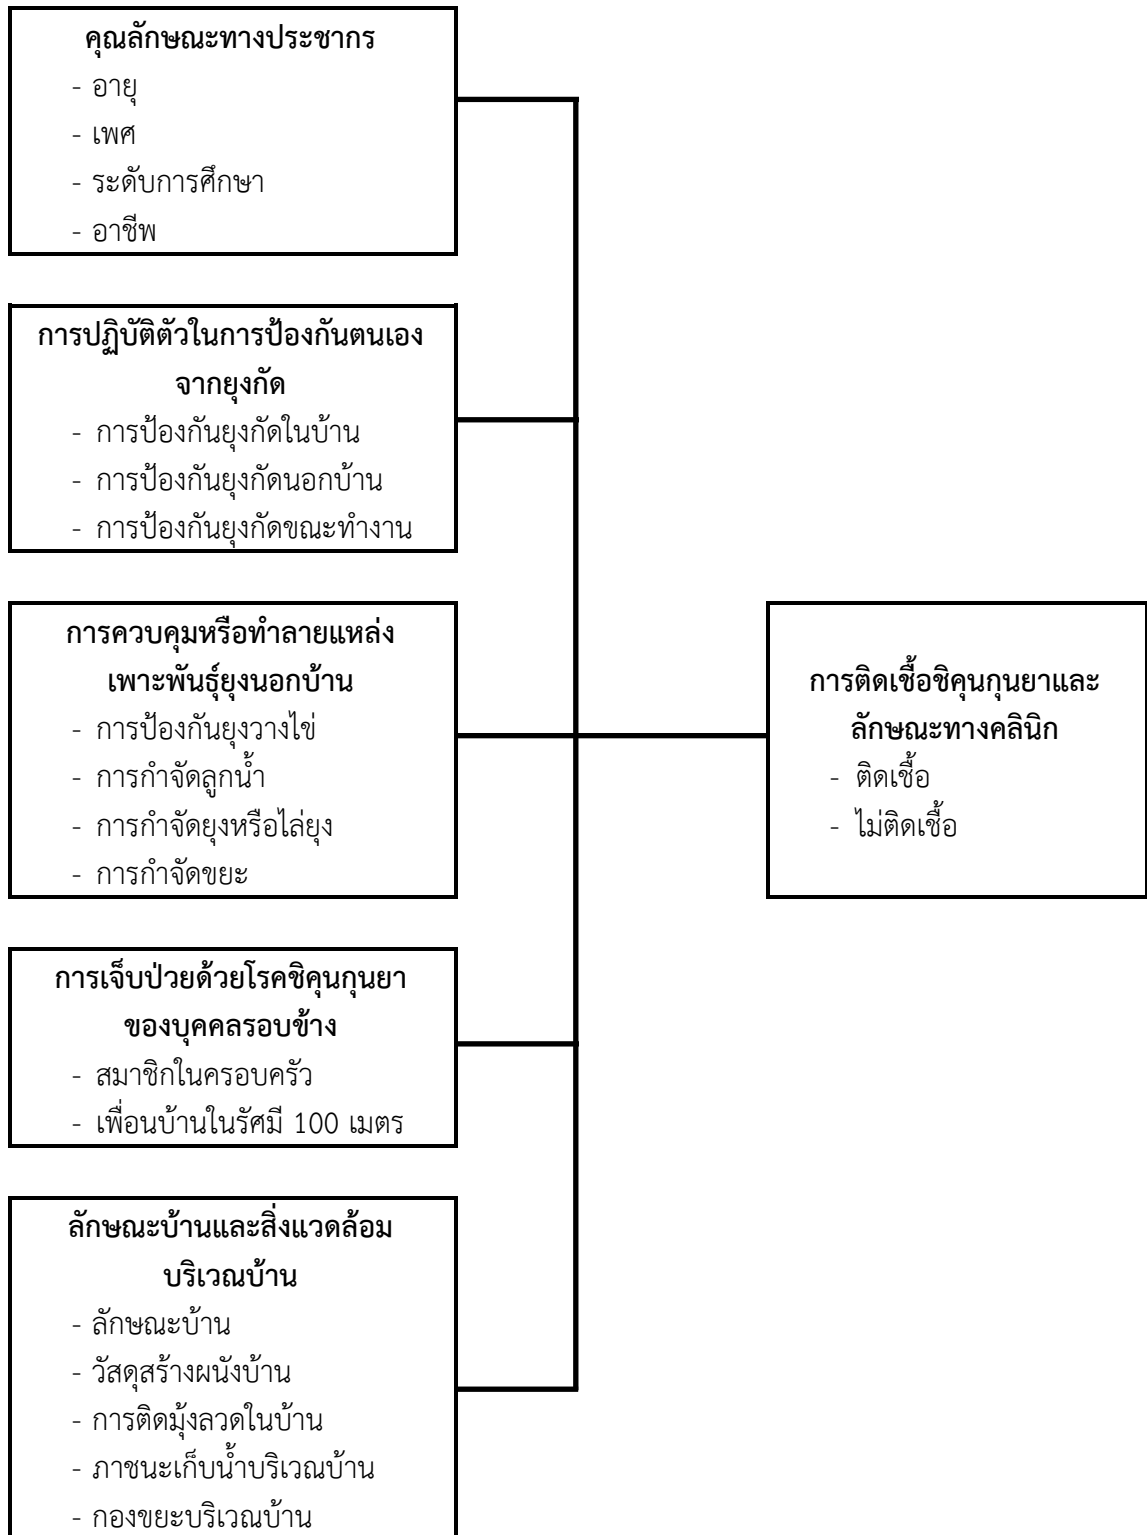 คุณลักษณะทางประชากร
- อายุ
- เพศ
- ระดับการศึกษา
- อาชีพ
การปฏิบัติตัวในการป้องกันตนเอง
จากยุงกัด
- การป้องกันยุงกัดในบ้าน
- การป้องกันยุงกัดนอกบ้าน
- การป้องกันยุงกัดขณะทำงาน
การควบคุมหรือทำลายแหล่ง
เพาะพันธุ์ยุงนอกบ้าน
- การป้องกันยุงวางไข่
- การกำจัดลูกน้ำ
- การกำจัดยุงหรือไล่ยุง
- การกำจัดขยะ
การเจ็บป่วยด้วยโรคชิคุนกุนยา
ของบุคคลรอบข้าง
- สมาชิกในครอบครัว
- เพื่อนบ้านในรัศมี 100 เมตร
ลักษณะบ้านและสิ่งแวดล้อม
บริเวณบ้าน
- ลักษณะบ้าน
- วัสดุสร้างผนังบ้าน
- การติดมุ้งลวดในบ้าน
- ภาชนะเก็บน้ำบริเวณบ้าน
- กองขยะบริเวณบ้าน
การติดเชื้อชิคุนกุนยาและ
ลักษณะทางคลินิก
- ติดเชื้อ
- ไม่ติดเชื้อ